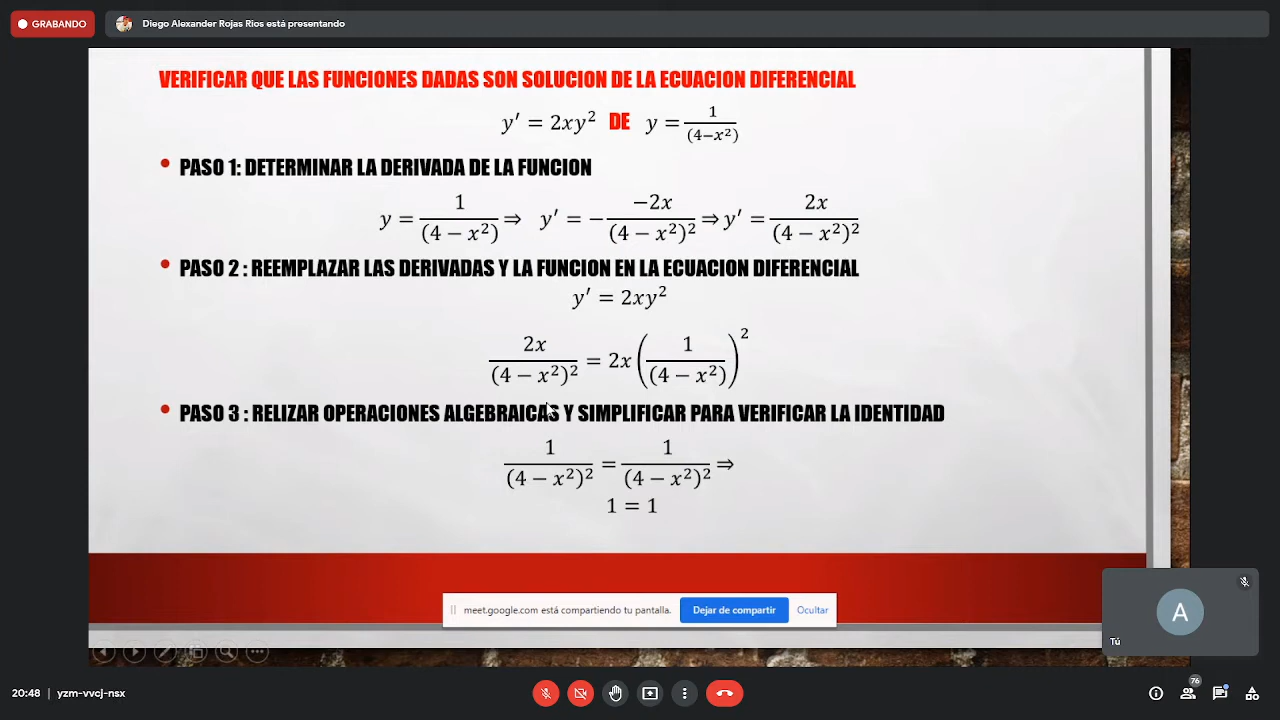 GRABANDO
Diego Alexander Rojas Rios está presentando
VERIFICAR QUE LAS FUNCIONES DADAS SON SOLUCION DE LA ECUACION DIFERENCIAL
y′ = 2xy² DE y = 1/(4−x²)
• PASO 1: DETERMINAR LA DERIVADA DE LA FUNCION
y = 1/(4 − x²) ⇒ y′ = − −2x/(4 − x²)² ⇒ y′ = 2x/(4 − x²)²
• PASO 2 : REEMPLAZAR LAS DERIVADAS Y LA FUNCION EN LA ECUACION DIFERENCIAL
y′ = 2xy²
2x/(4 − x²)² = 2x (1/(4 − x²))²
• PASO 3 : RELIZAR OPERACIONES ALGEBRAICAS Y SIMPLIFICAR PARA VERIFICAR LA IDENTIDAD
1/(4 − x²)² = 1/(4 − x²)² ⇒
1 = 1
meet.google.com está compartiendo tu pantalla.
Dejar de compartir
Ocultar
A
Tú
20:48 | yzm-vvcj-nsx
76